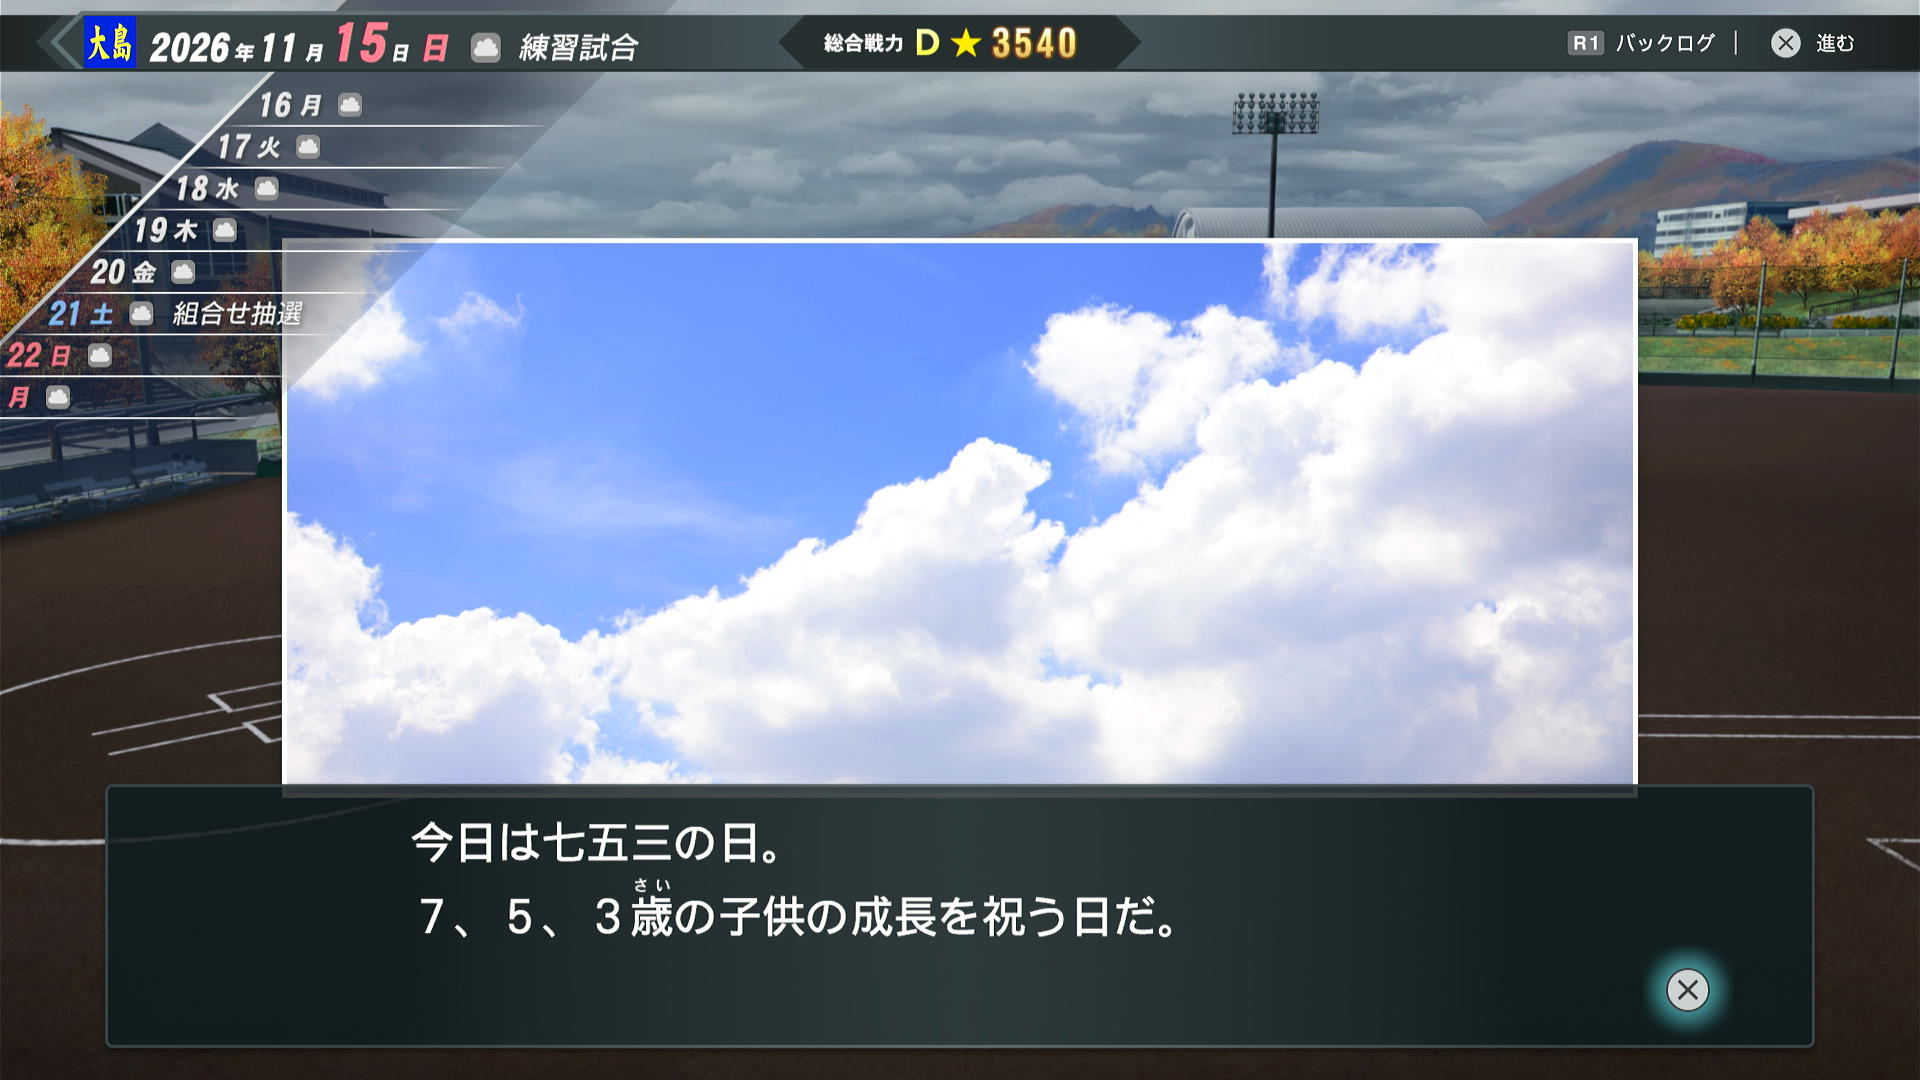 大島 2026年11月15日 日 練習試合
総合戦力 D ★ 3540
R1 バックログ | 進む
16 月
17 火
18 水
19 木
20 金
21 土 組合せ抽選
22 日
月
今日は七五三の日。
さい
7、5、3歳の子供の成長を祝う日だ。